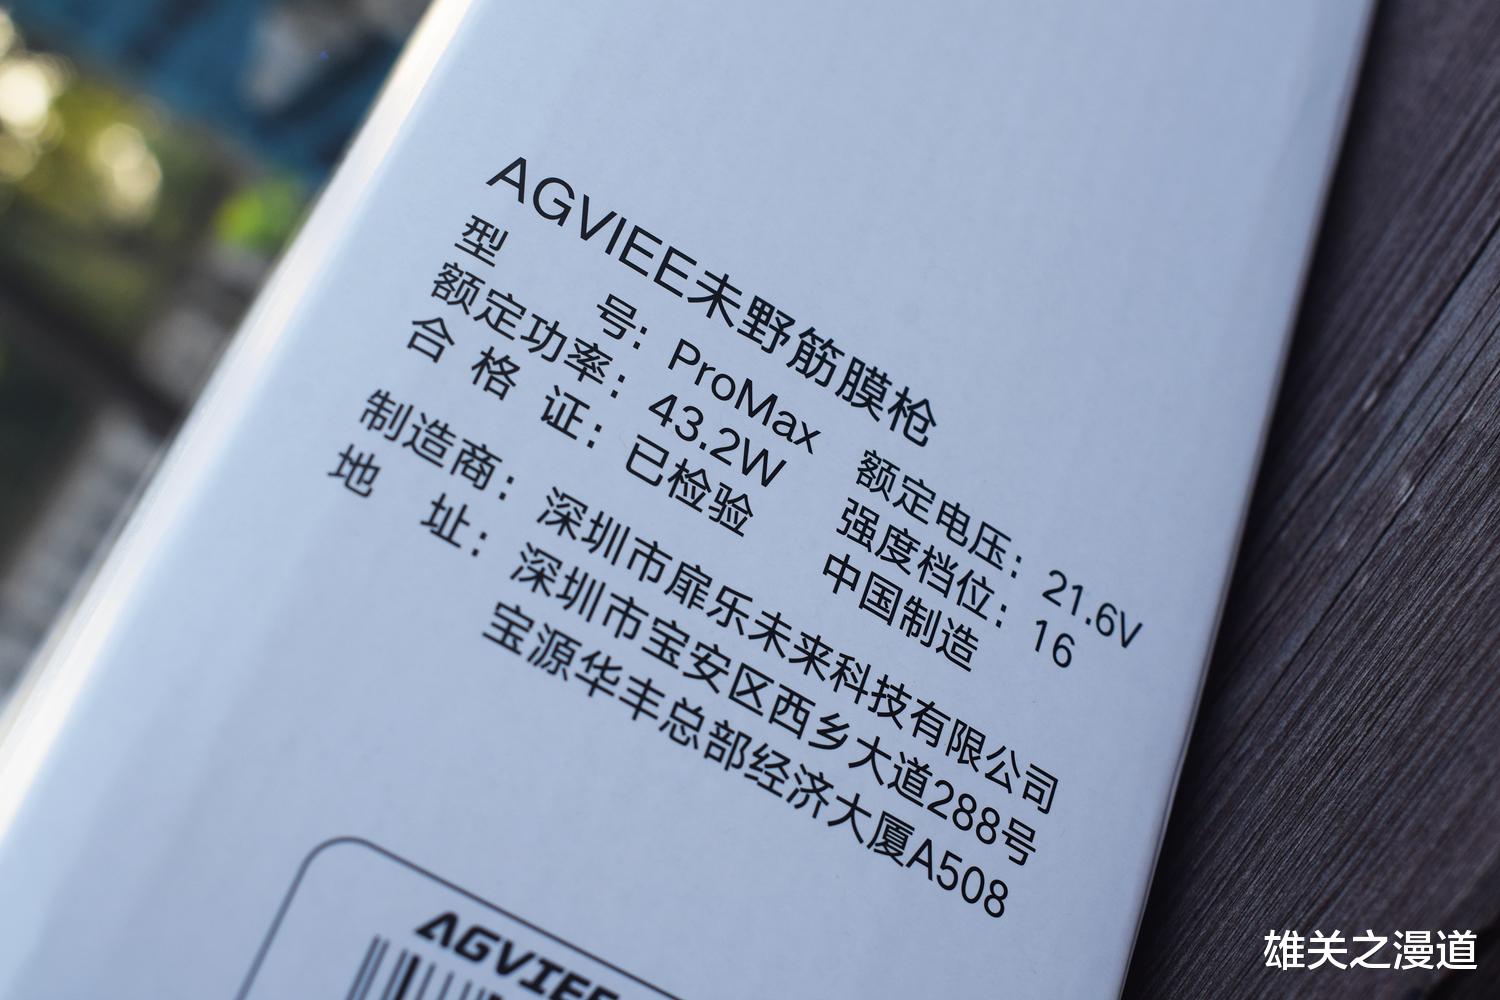 AGVIEE未野筋膜枪
型 号：ProMax 额定电压：21.6V
额定功率：43.2W 强度档位：16
合 格 证：已检验 中国制造
制造商：深圳市扉乐未来科技有限公司
地 址：深圳市宝安区西乡大道288号
宝源华丰总部经济大厦A508
AGVIEE
雄关之漫道